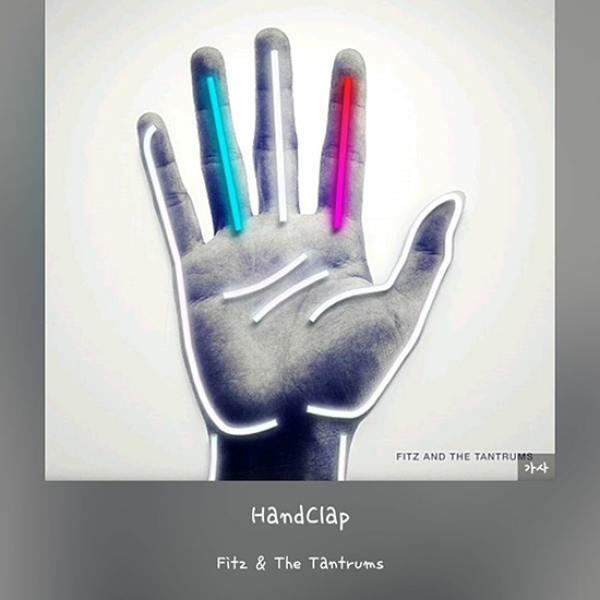 FITZ AND THE TANTRUMS
가사
HandClap
Fitz & The Tantrums